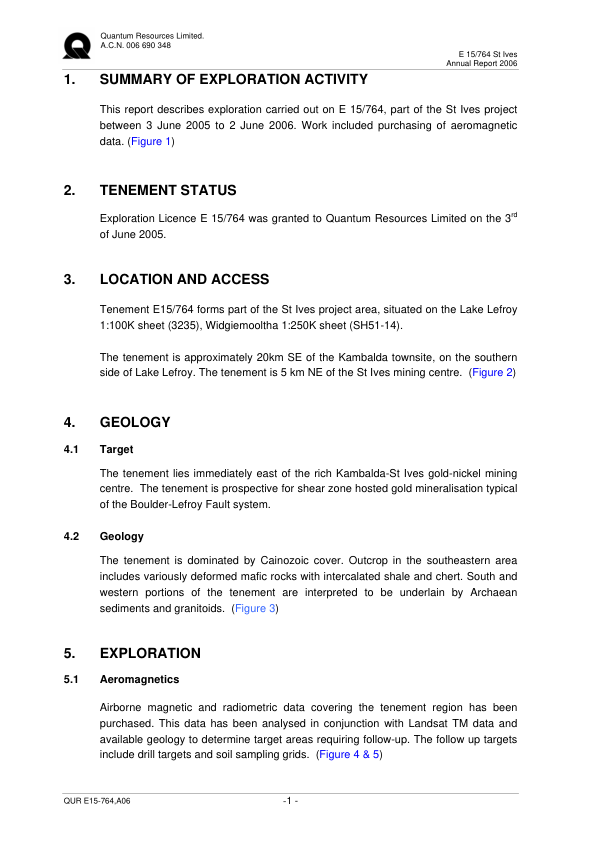 Quantum Resources Limited.
A.C.N. 006 690 348
E 15/764 St Ives
Annual Report 2006
1. SUMMARY OF EXPLORATION ACTIVITY
This report describes exploration carried out on E 15/764, part of the St Ives project
between 3 June 2005 to 2 June 2006. Work included purchasing of aeromagnetic
data. (Figure 1)
2. TENEMENT STATUS
Exploration Licence E 15/764 was granted to Quantum Resources Limited on the 3rd
of June 2005.
3. LOCATION AND ACCESS
Tenement E15/764 forms part of the St Ives project area, situated on the Lake Lefroy
1:100K sheet (3235), Widgiemooltha 1:250K sheet (SH51-14).
The tenement is approximately 20km SE of the Kambalda townsite, on the southern
side of Lake Lefroy. The tenement is 5 km NE of the St Ives mining centre. (Figure 2)
4. GEOLOGY
4.1 Target
The tenement lies immediately east of the rich Kambalda-St Ives gold-nickel mining
centre. The tenement is prospective for shear zone hosted gold mineralisation typical
of the Boulder-Lefroy Fault system.
4.2 Geology
The tenement is dominated by Cainozoic cover. Outcrop in the southeastern area
includes variously deformed mafic rocks with intercalated shale and chert. South and
western portions of the tenement are interpreted to be underlain by Archaean
sediments and granitoids. (Figure 3)
5. EXPLORATION
5.1 Aeromagnetics
Airborne magnetic and radiometric data covering the tenement region has been
purchased. This data has been analysed in conjunction with Landsat TM data and
available geology to determine target areas requiring follow-up. The follow up targets
include drill targets and soil sampling grids. (Figure 4 & 5)
QUR E15-764,A06
-1 -